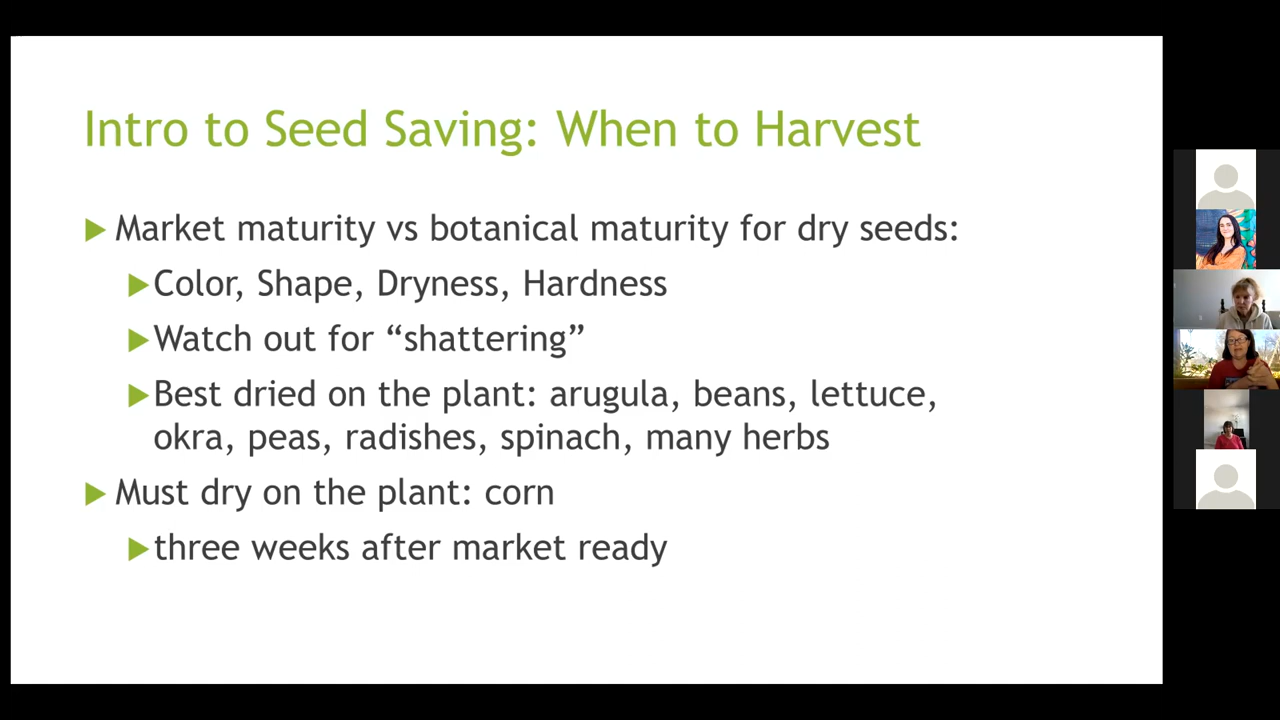 Intro to Seed Saving: When to Harvest
Market maturity vs botanical maturity for dry seeds:
Color, Shape, Dryness, Hardness
Watch out for “shattering”
Best dried on the plant: arugula, beans, lettuce,
okra, peas, radishes, spinach, many herbs
Must dry on the plant: corn
three weeks after market ready